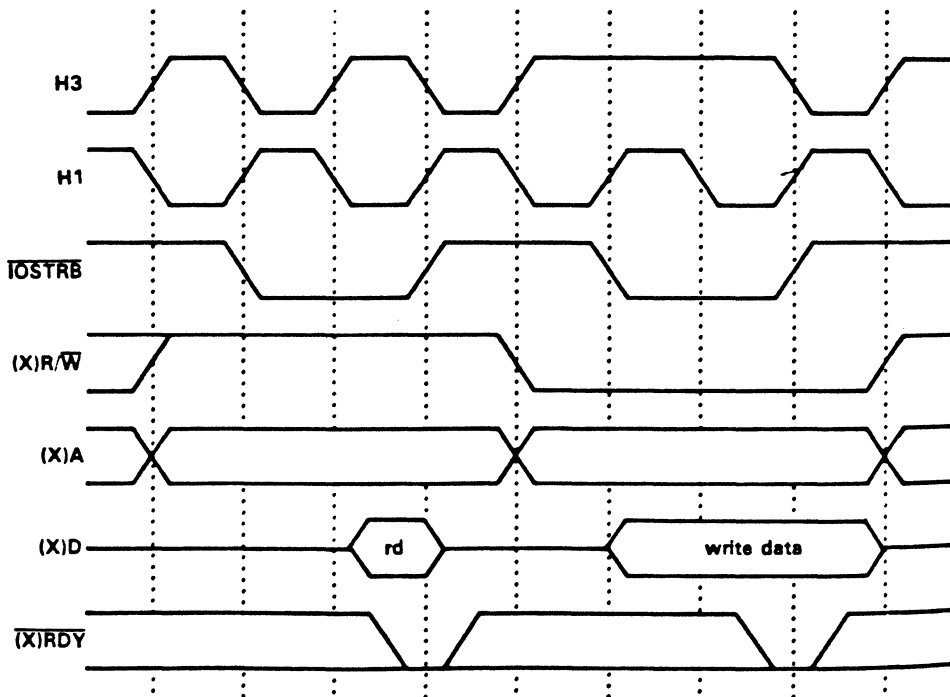 H3
H1
IOSTRB
(X)R/W
(X)A
(X)D
rd
write data
(X)RDY